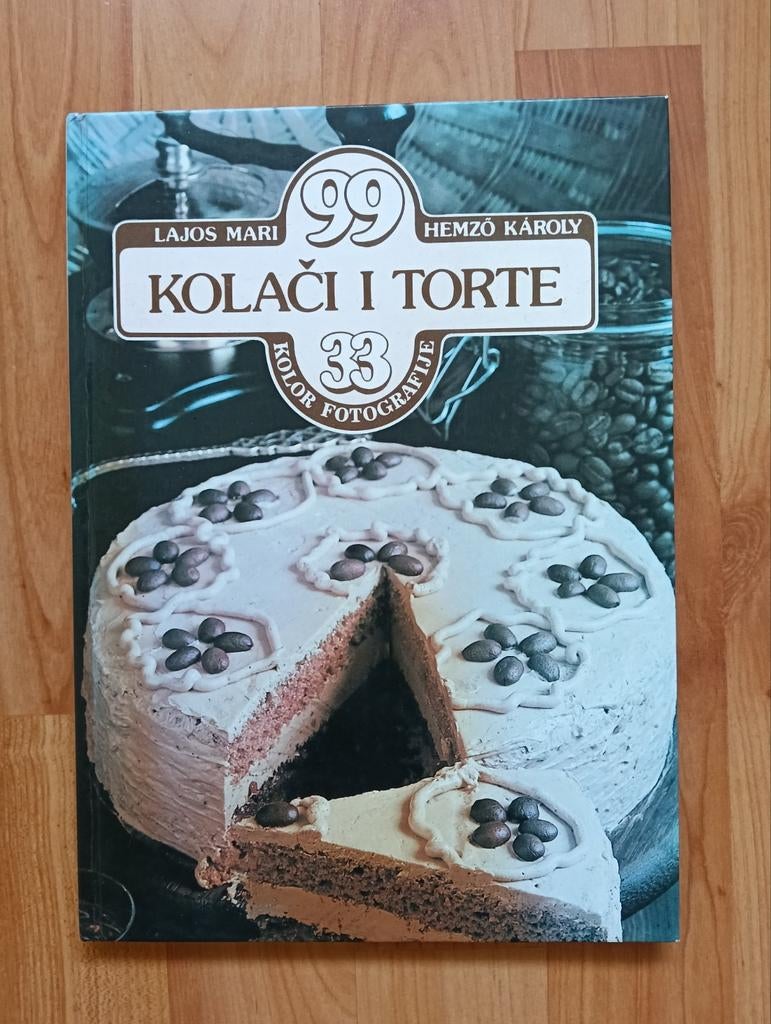 99
LAJOS MARI HEMZŐ KÁROLY
KOLAČI I TORTE
33
KOLOR FOTOGRAFIJE